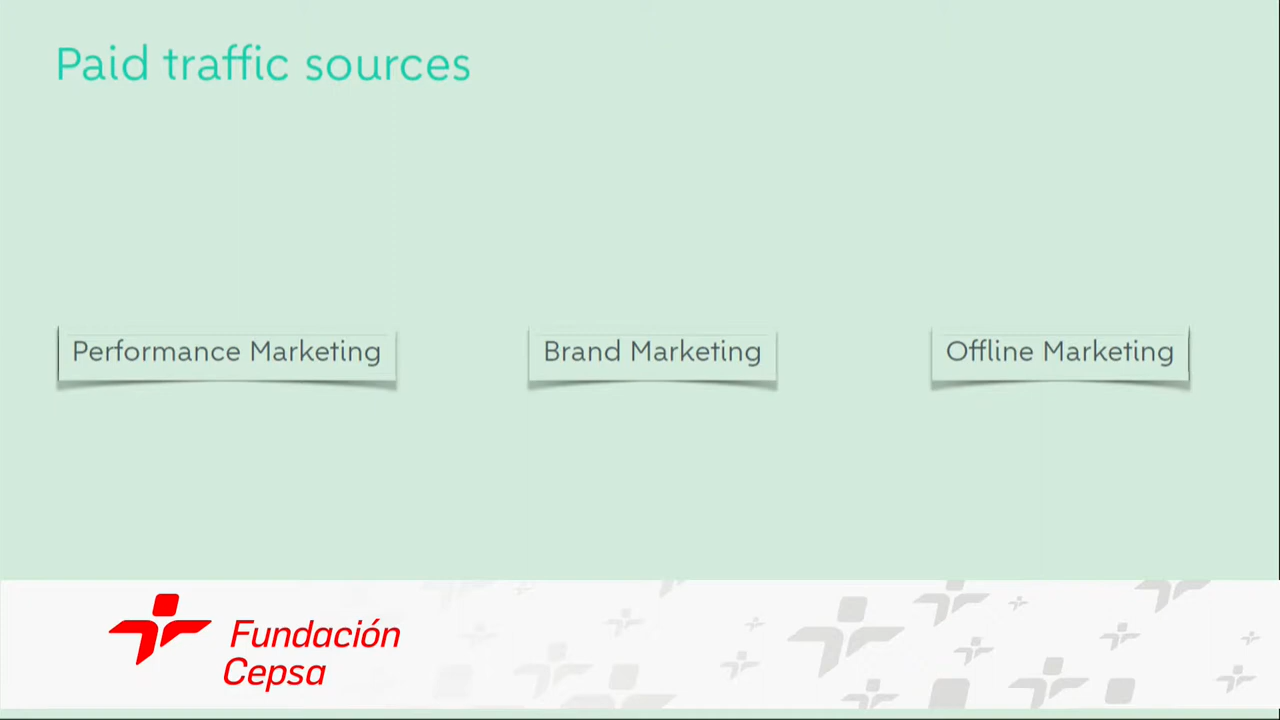 Paid traffic sources
Performance Marketing
Brand Marketing
Offline Marketing
Fundación
Cepsa